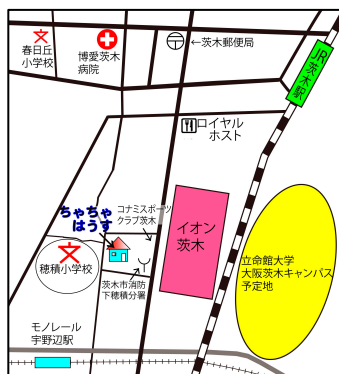 春日丘
小学校
博愛茨木
病院
←茨木郵便局
JR茨木駅
ロイヤル
ホスト
ちゃちゃ
はうす
コナミスポーツ
クラブ茨木
イオン
茨木
穂積小学校
茨木市消防
下穂積分署
立命館大学
大阪茨木キャンパス
予定地
モノレール
宇野辺駅